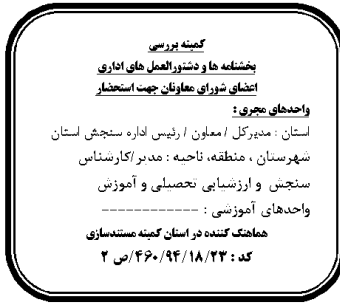 کمیته بررسی
بخشنامه ها و دستورالعمل های اداری
اعضای شورای معاونان جهت استحضار
واحدهای مجری :
استان : مدیرکل / معاون / رئیس اداره سنجش استان
شهرستان ، منطقه، ناحیه : مدیر/کارشناس
سنجش و ارزشیابی تحصیلی و آموزش
واحدهای آموزشی : ------------
هماهنگ کننده در استان کمیته مستندسازی
کد : ۴۶۰/۹۴/۱۸/۲۳/ص ۲